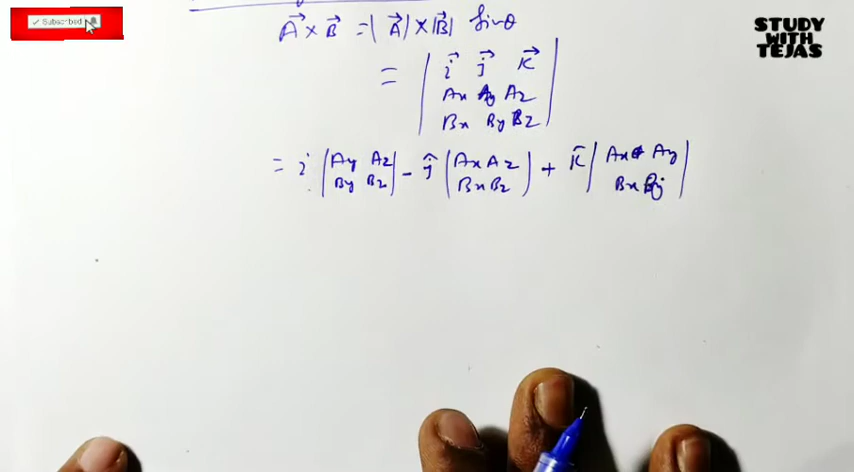 ✓ Subscribed
STUDY
WITH
TEJAS
A⃗ × B⃗ = |A⃗| × |B⃗| Sinθ
= | i⃗ j⃗ k⃗ |
Ax Ay Az
Bx By Bz
= i |Ay Az| - ĵ |Ax Az| + k̂ |Ax Ay|
By Bz Bx Bz Bx By